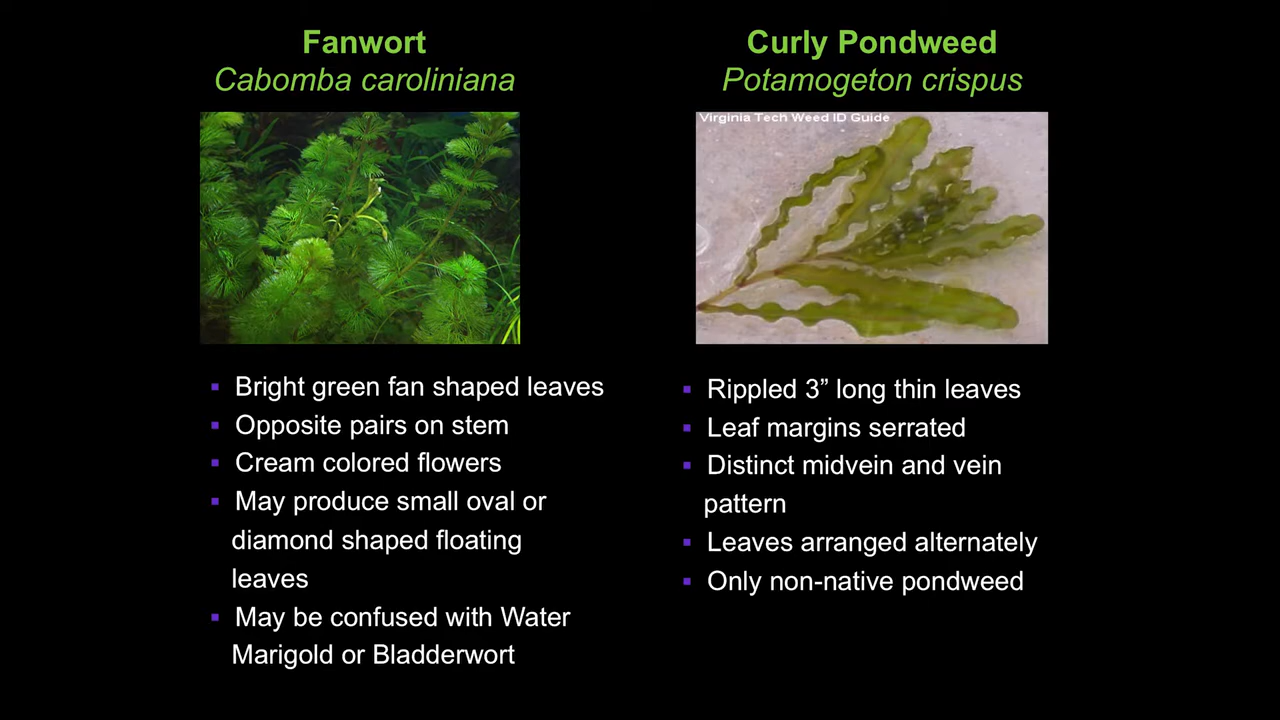 Fanwort
Cabomba caroliniana
▪ Bright green fan shaped leaves
▪ Opposite pairs on stem
▪ Cream colored flowers
▪ May produce small oval or
diamond shaped floating
leaves
▪ May be confused with Water
Marigold or Bladderwort
Curly Pondweed
Potamogeton crispus
Virginia Tech Weed ID Guide
▪ Rippled 3” long thin leaves
▪ Leaf margins serrated
▪ Distinct midvein and vein
pattern
▪ Leaves arranged alternately
▪ Only non-native pondweed